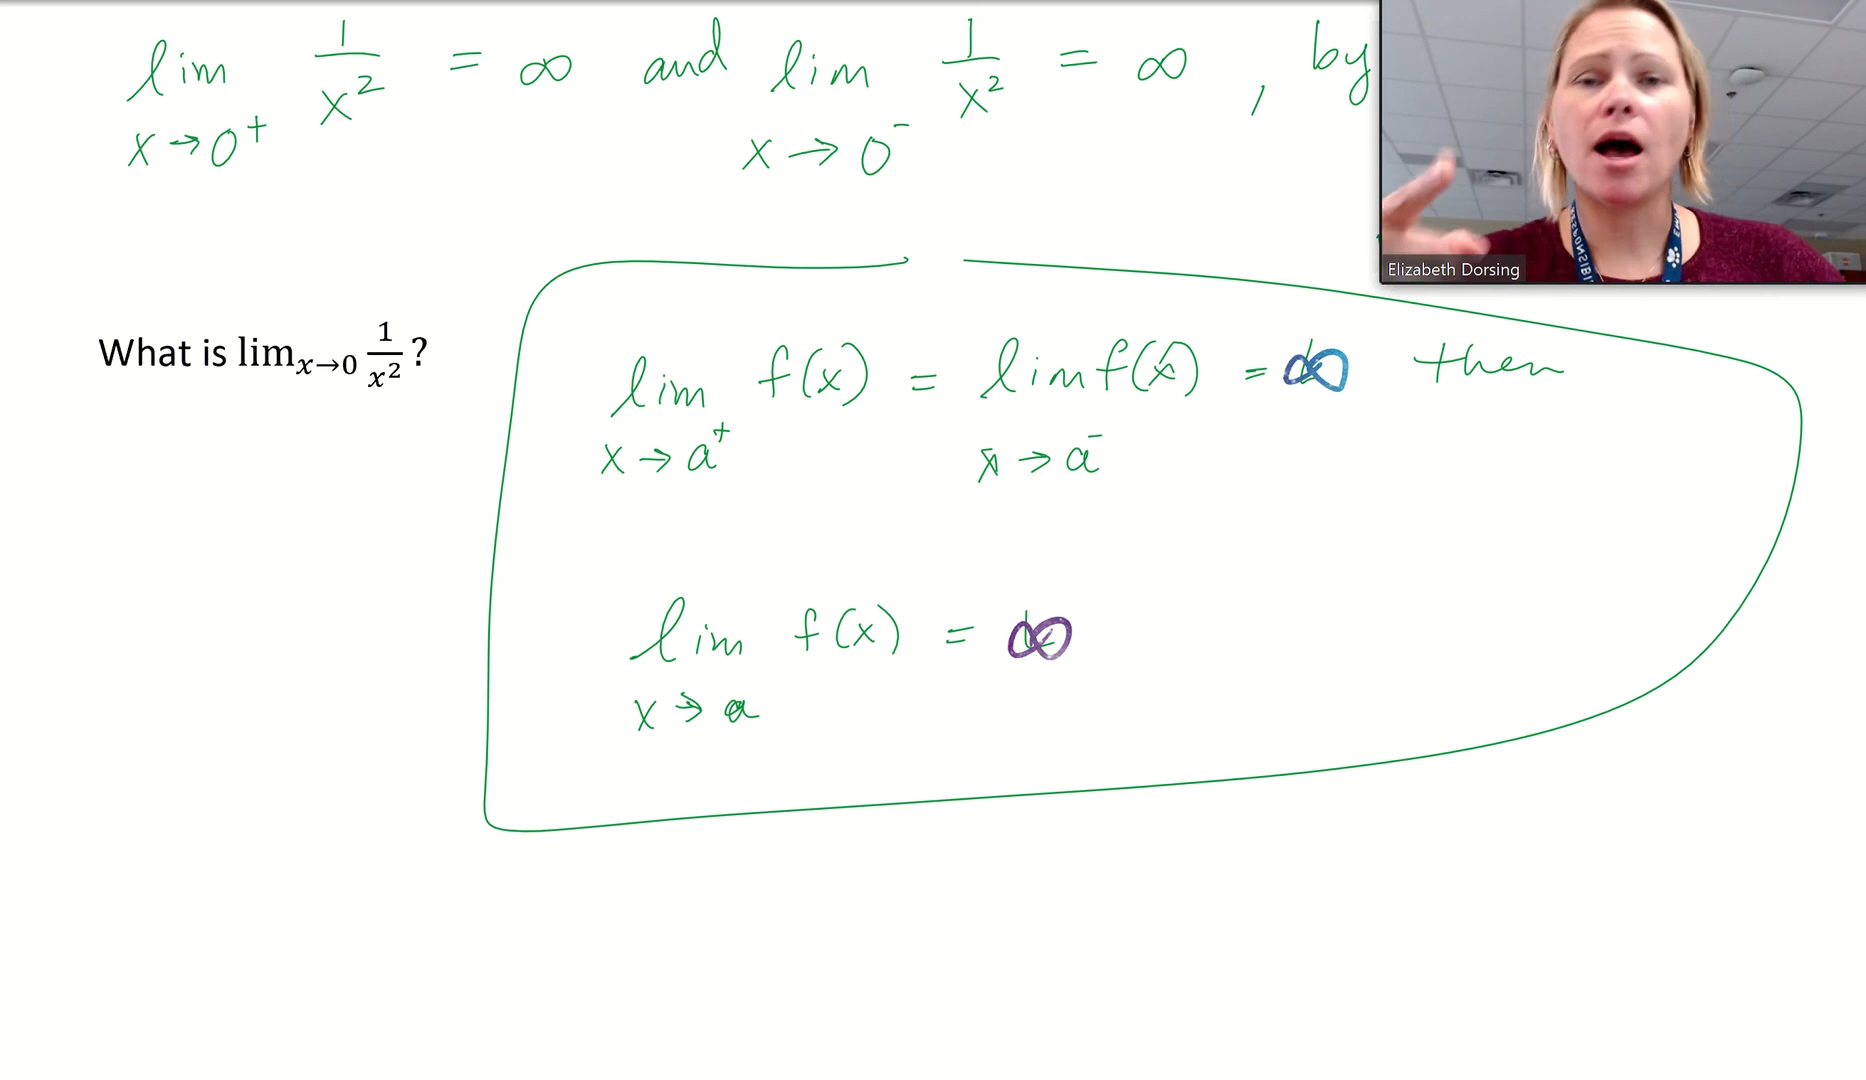 lim 1/x² = ∞ and lim 1/x² = ∞ , by
x→0⁺ x→0⁻
Elizabeth Dorsing
What is lim x→0 1/x² ?
lim f(x) = lim f(x) = ∞ then
x→a⁺ x→a⁻
lim f(x) = ∞
x→a